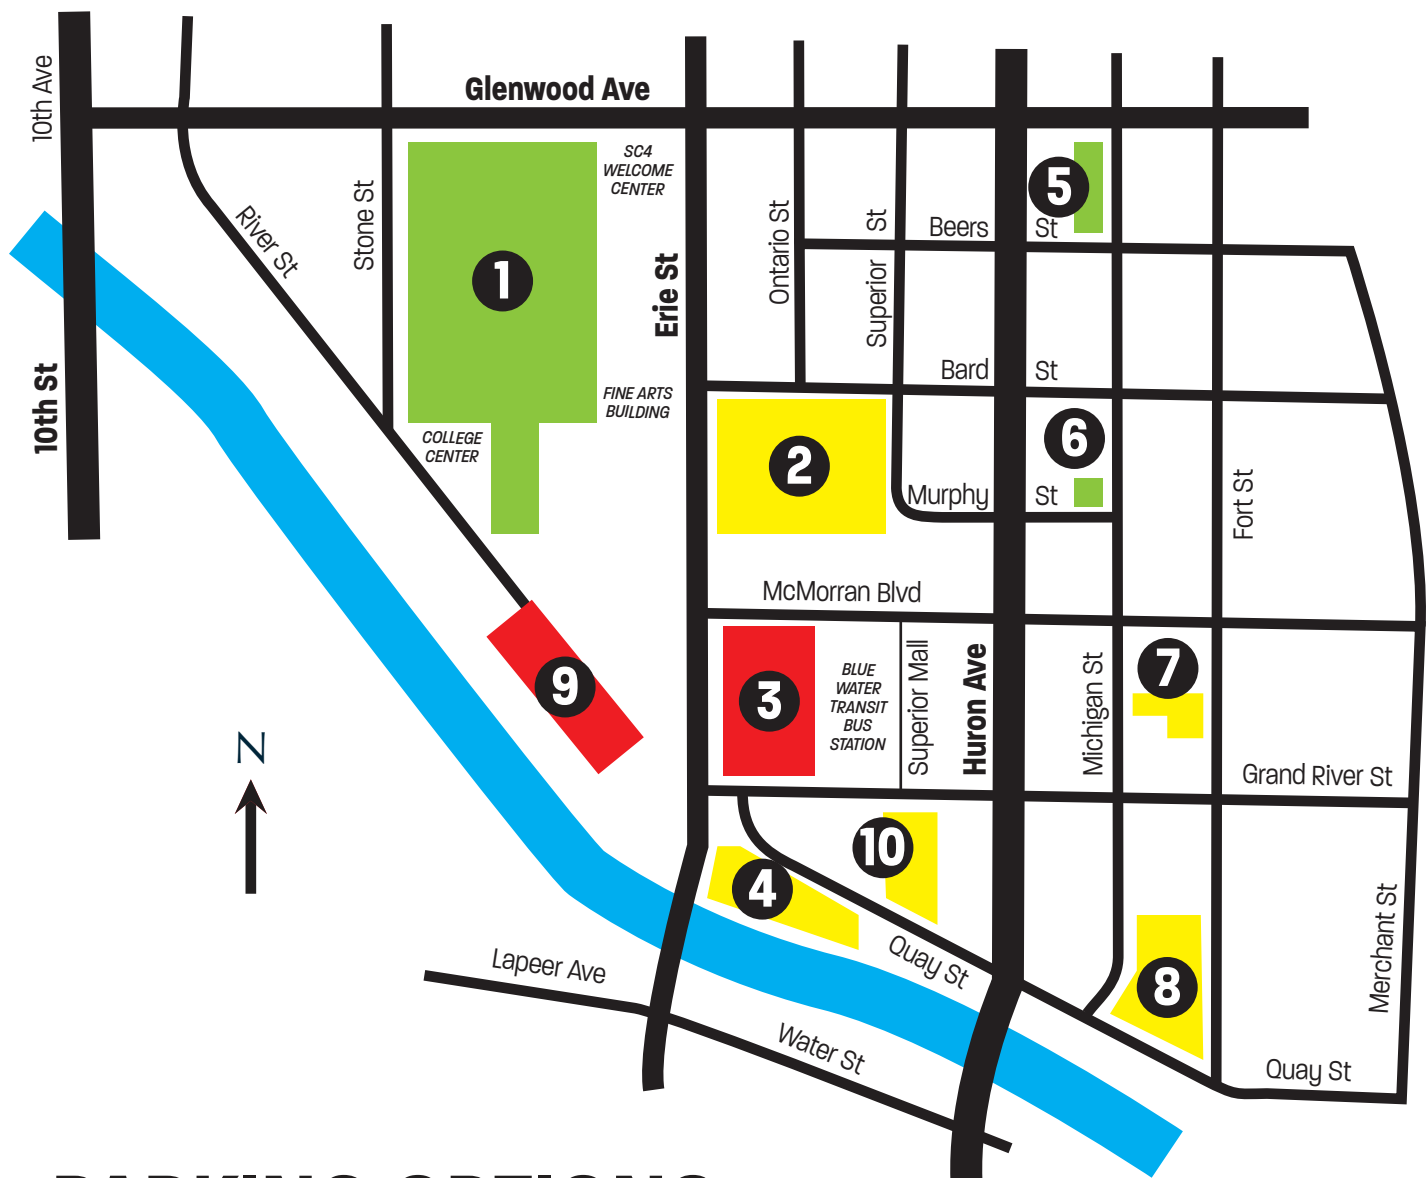 10th Ave
Glenwood Ave
SC4
WELCOME
CENTER
5
River St
Stone St
1
Erie St
Ontario St
Superior St
Beers St
10th St
Bard St
FINE ARTS
BUILDING
COLLEGE
CENTER
2
6
Murphy St
Fort St
McMorran Blvd
9
3
BLUE
WATER
TRANSIT
BUS
STATION
Superior Mall
Huron Ave
Michigan St
7
N
Grand River St
10
4
Quay St
8
Merchant St
Lapeer Ave
Water St
Quay St
PARKING OPTIONS